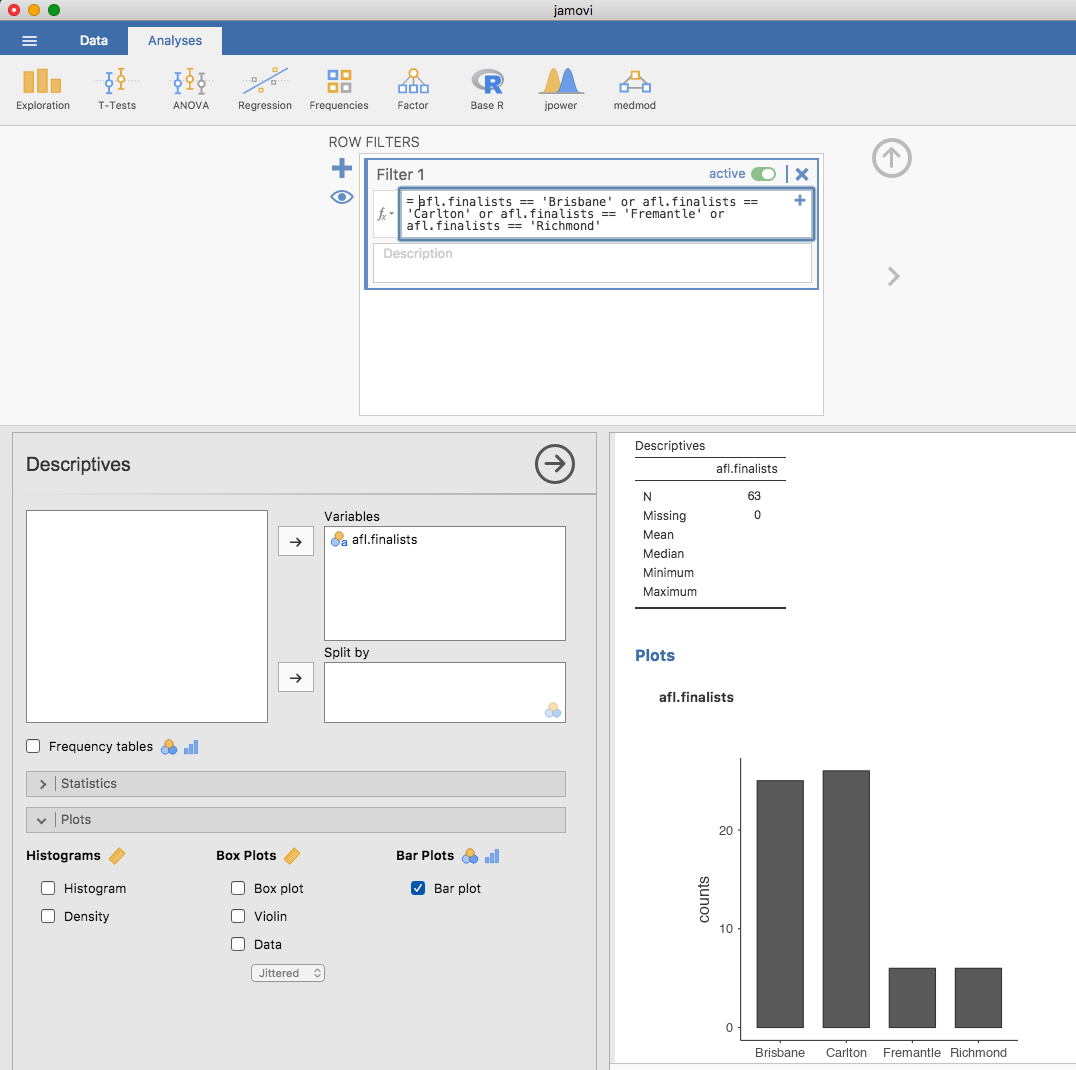 jamovi
Data
Analyses
Exploration
T-Tests
ANOVA
Regression
Frequencies
Factor
Base R
jpower
medmod
ROW FILTERS
Filter 1
active
fx
= afl.finalists == 'Brisbane' or afl.finalists ==
'Carlton' or afl.finalists == 'Fremantle' or
afl.finalists == 'Richmond'
Description
Descriptives
Variables
a afl.finalists
Split by
Frequency tables
Statistics
Plots
Histograms
Box Plots
Bar Plots
Histogram
Box plot
Bar plot
Density
Violin
Data
Jittered
Descriptives
afl.finalists
N 63
Missing 0
Mean
Median
Minimum
Maximum
Plots
afl.finalists
counts
20
10
0
Brisbane Carlton Fremantle Richmond